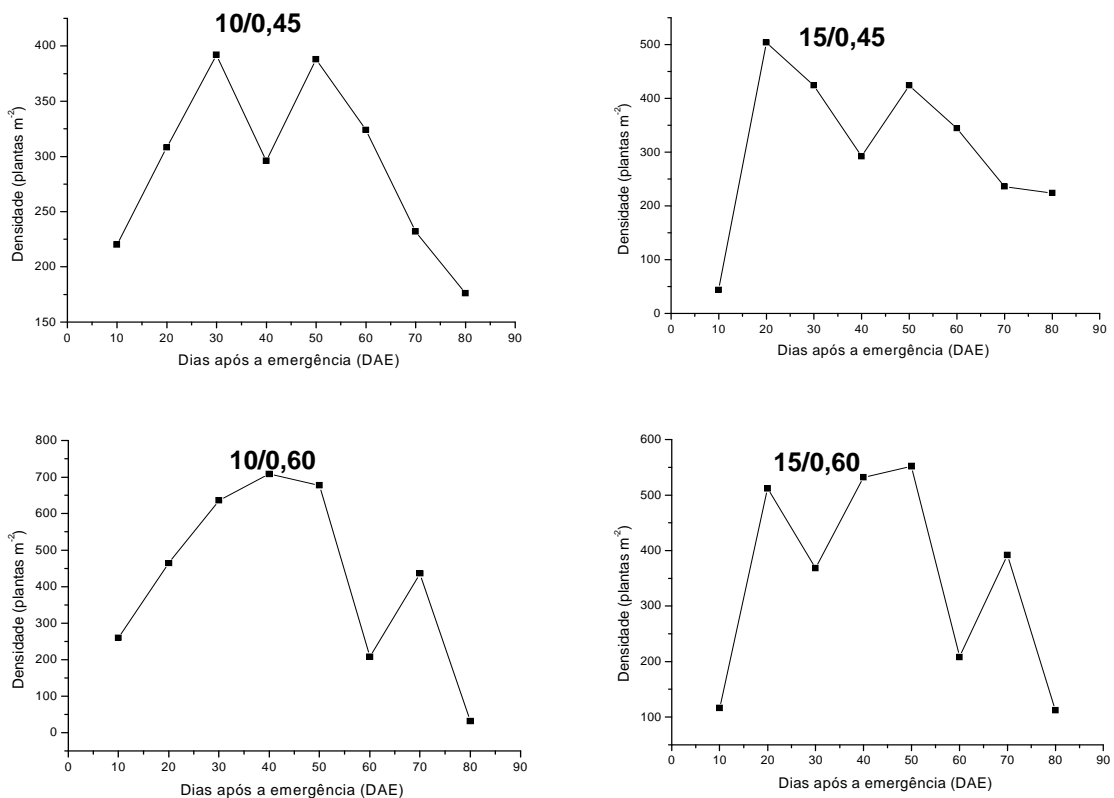 10/0,45
Densidade (plantas m-2)
400
350
300
250
200
150
0 10 20 30 40 50 60 70 80 90
Dias após a emergência (DAE)
15/0,45
Densidade (plantas m-2)
500
400
300
200
100
0
0 10 20 30 40 50 60 70 80 90
Dias após a emergência (DAE)
10/0,60
Densidade (plantas m-2)
800
700
600
500
400
300
200
100
0
0 10 20 30 40 50 60 70 80 90
Dias após a emergência (DAE)
15/0,60
Densidade (plantas m-2)
600
500
400
300
200
100
0 10 20 30 40 50 60 70 80 90
Dias após a emergência (DAE)